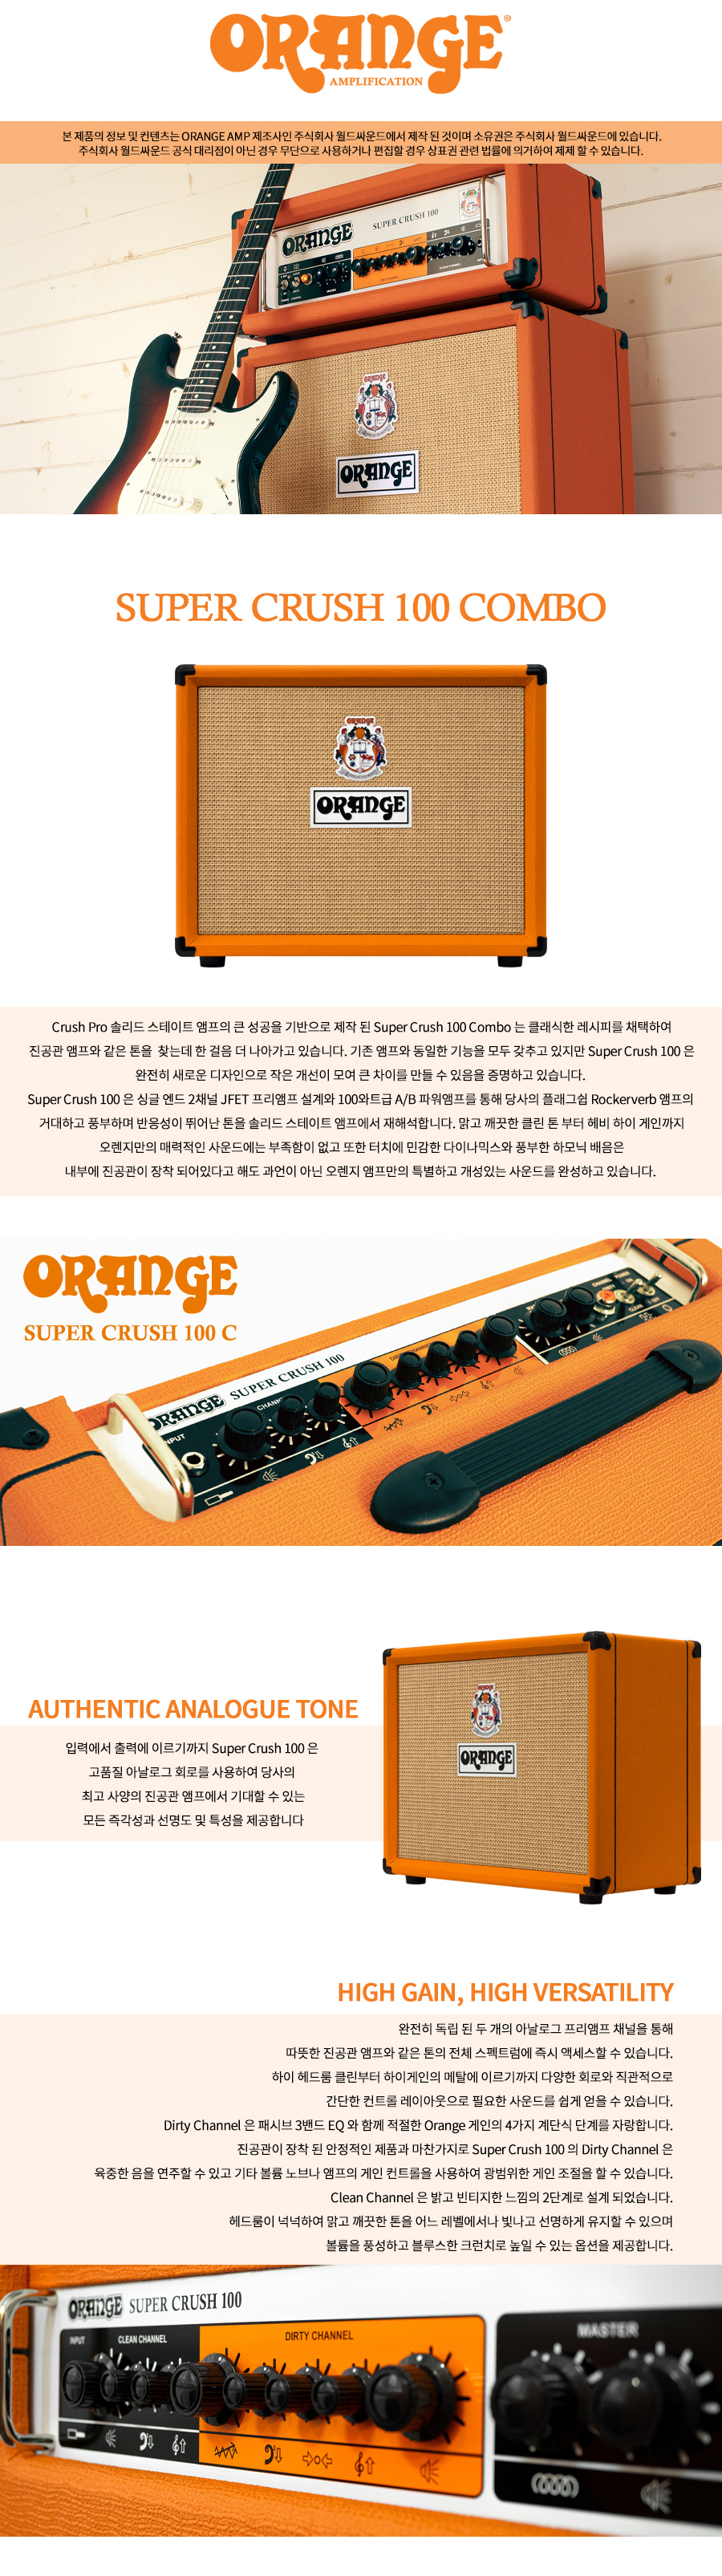 ORANGE®
AMPLIFICATION
본 제품의 정보 및 컨텐츠는 ORANGE AMP 제조사인 주식회사 월드싸운드에서 제작 된 것이며 소유권은 주식회사 월드싸운드에 있습니다.
주식회사 월드싸운드 공식 대리점이 아닌 경우 무단으로 사용하거나 편집할 경우 상표권 관련 법률에 의거하여 제제 할 수 있습니다.
ORANGE SUPER CRUSH 100
ORANGE
ORANGE
SUPER CRUSH 100 COMBO
ORANGE
ORANGE
Crush Pro 솔리드 스테이트 앰프의 큰 성공을 기반으로 제작 된 Super Crush 100 Combo 는 클래식한 레시피를 채택하여
진공관 앰프와 같은 톤을 찾는데 한 걸음 더 나아가고 있습니다. 기존 앰프와 동일한 기능을 모두 갖추고 있지만 Super Crush 100 은
완전히 새로운 디자인으로 작은 개선이 모여 큰 차이를 만들 수 있음을 증명하고 있습니다.
Super Crush 100 은 싱글 엔드 2채널 JFET 프리앰프 설계와 100와트급 A/B 파워앰프를 통해 당사의 플래그쉽 Rockerverb 앰프의
거대하고 풍부하며 반응성이 뛰어난 톤을 솔리드 스테이트 앰프에서 재해석합니다. 맑고 깨끗한 클린 톤 부터 헤비 하이 게인까지
오렌지만의 매력적인 사운드에는 부족함이 없고 또한 터치에 민감한 다이나믹스와 풍부한 하모닉 배음은
내부에 진공관이 장착 되어있다고 해도 과언이 아닌 오렌지 앰프만의 특별하고 개성있는 사운드를 완성하고 있습니다.
ORANGE
SUPER CRUSH 100 C
ORANGE SUPER CRUSH 100
INPUT
AUTHENTIC ANALOGUE TONE
입력에서 출력에 이르기까지 Super Crush 100 은
고품질 아날로그 회로를 사용하여 당사의
최고 사양의 진공관 앰프에서 기대할 수 있는
모든 즉각성과 선명도 및 특성을 제공합니다
ORANGE
ORANGE
HIGH GAIN, HIGH VERSATILITY
완전히 독립 된 두 개의 아날로그 프리앰프 채널을 통해
따뜻한 진공관 앰프와 같은 톤의 전체 스펙트럼에 즉시 액세스할 수 있습니다.
하이 헤드룸 클린부터 하이게인의 메탈에 이르기까지 다양한 회로와 직관적으로
간단한 컨트롤 레이아웃으로 필요한 사운드를 쉽게 얻을 수 있습니다.
Dirty Channel 은 패시브 3밴드 EQ 와 함께 적절한 Orange 게인의 4가지 계단식 단계를 자랑합니다.
진공관이 장착 된 안정적인 제품과 마찬가지로 Super Crush 100 의 Dirty Channel 은
육중한 음을 연주할 수 있고 기타 볼륨 노브나 앰프의 게인 컨트롤을 사용하여 광범위한 게인 조절을 할 수 있습니다.
Clean Channel 은 밝고 빈티지한 느낌의 2단계로 설계 되었습니다.
헤드룸이 넉넉하여 맑고 깨끗한 톤을 어느 레벨에서나 빛나고 선명하게 유지할 수 있으며
볼륨을 풍성하고 블루스한 크런치로 높일 수 있는 옵션을 제공합니다.
ORANGE SUPER CRUSH 100
INPUT CLEAN CHANNEL DIRTY CHANNEL MASTER